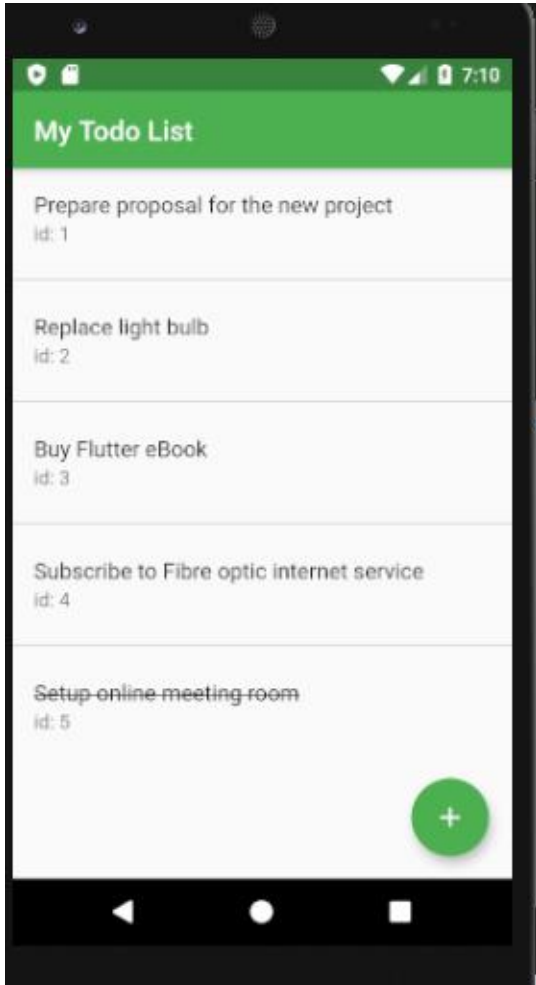 7:10
My Todo List
Prepare proposal for the new project
id: 1
Replace light bulb
id: 2
Buy Flutter eBook
id: 3
Subscribe to Fibre optic internet service
id: 4
Setup online meeting room
id: 5
+